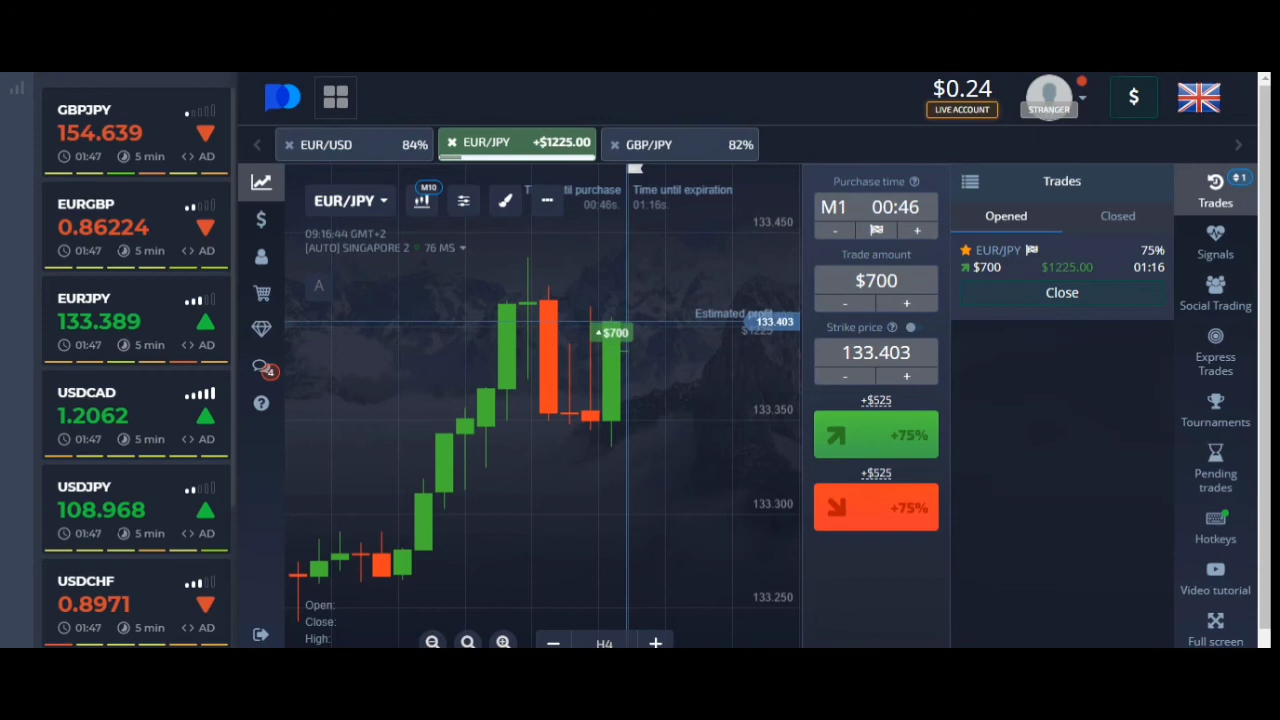 GBPJPY
154.639
01:47 5 min <> AD
EURGBP
0.86224
01:47 5 min <> AD
EURJPY
133.389
01:47 5 min <> AD
USDCAD
1.2062
01:47 5 min <> AD
USDJPY
108.968
01:47 5 min <> AD
USDCHF
0.8971
01:47 5 min <> AD
$0.24
LIVE ACCOUNT
STRANGER
$
EUR/USD 84%
EUR/JPY +$1225.00
GBP/JPY 82%
4
EUR/JPY
M10
until purchase
00:46s.
Time until expiration
01:16s.
09:16:44 GMT+2
[AUTO] SINGAPORE 2 76 MS
A
133.450
Estimated profit
133.403
$700
133.350
133.300
133.250
Open:
Close:
High:
H4
Purchase time
M1 00:46
- +
Trade amount
$700
- +
Strike price
133.403
- +
+$525
+75%
+$525
+75%
Trades
Opened Closed
EUR/JPY 75%
$700 $1225.00 01:16
Close
1
Trades
Signals
Social Trading
Express
Trades
Tournaments
Pending
trades
Hotkeys
Video tutorial
Full screen